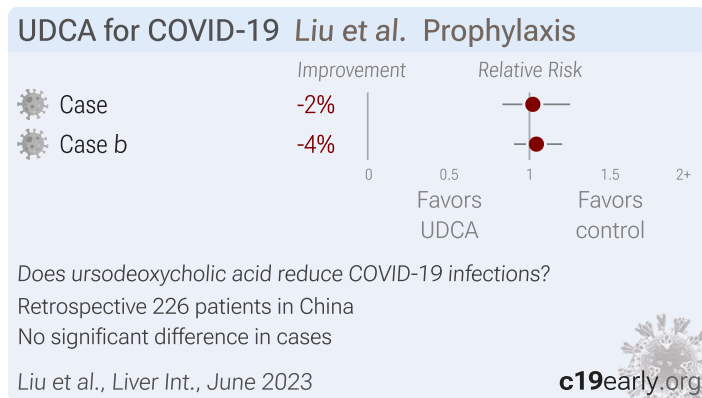 UDCA for COVID-19 Liu et al. Prophylaxis
Improvement Relative Risk
Case -2%
Case b -4%
0 0.5 1 1.5 2+
Favors Favors
UDCA control
Does ursodeoxycholic acid reduce COVID-19 infections?
Retrospective 226 patients in China
No significant difference in cases
Liu et al., Liver Int., June 2023 c19early.org